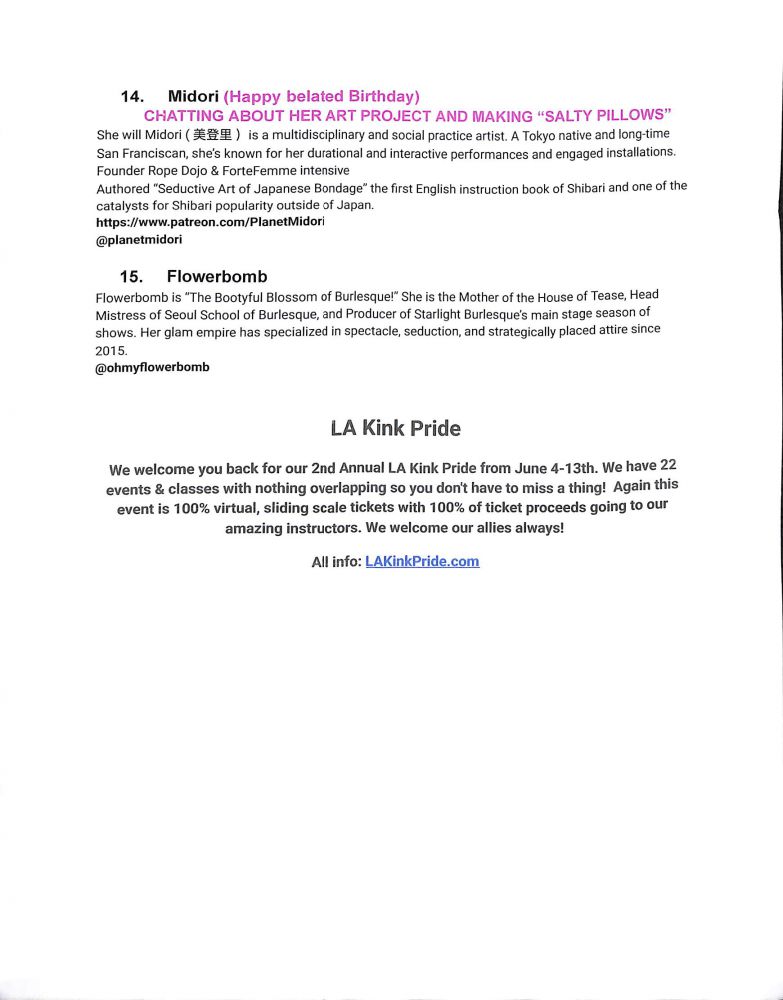 14. Midori (Happy belated Birthday)
CHATTING ABOUT HER ART PROJECT AND MAKING “SALTY PILLOWS”
She will Midori ( 美登里 ) is a multidisciplinary and social practice artist. A Tokyo native and long-time
San Franciscan, she's known for her durational and interactive performances and engaged installations.
Founder Rope Dojo & ForteFemme intensive
Authored “Seductive Art of Japanese Bondage” the first English instruction book of Shibari and one of the
catalysts for Shibari popularity outside of Japan.
https://www.patreon.com/PlanetMidori
@planetmidori
15. Flowerbomb
Flowerbomb is “The Bootyful Blossom of Burlesque!” She is the Mother of the House of Tease, Head
Mistress of Seoul School of Burlesque, and Producer of Starlight Burlesque's main stage season of
shows. Her glam empire has specialized in spectacle, seduction, and strategically placed attire since
2015.
@ohmyflowerbomb
LA Kink Pride
We welcome you back for our 2nd Annual LA Kink Pride from June 4-13th. We have 22
events & classes with nothing overlapping so you don't have to miss a thing! Again this
event is 100% virtual, sliding scale tickets with 100% of ticket proceeds going to our
amazing instructors. We welcome our allies always!
All info: LAKinkPride.com